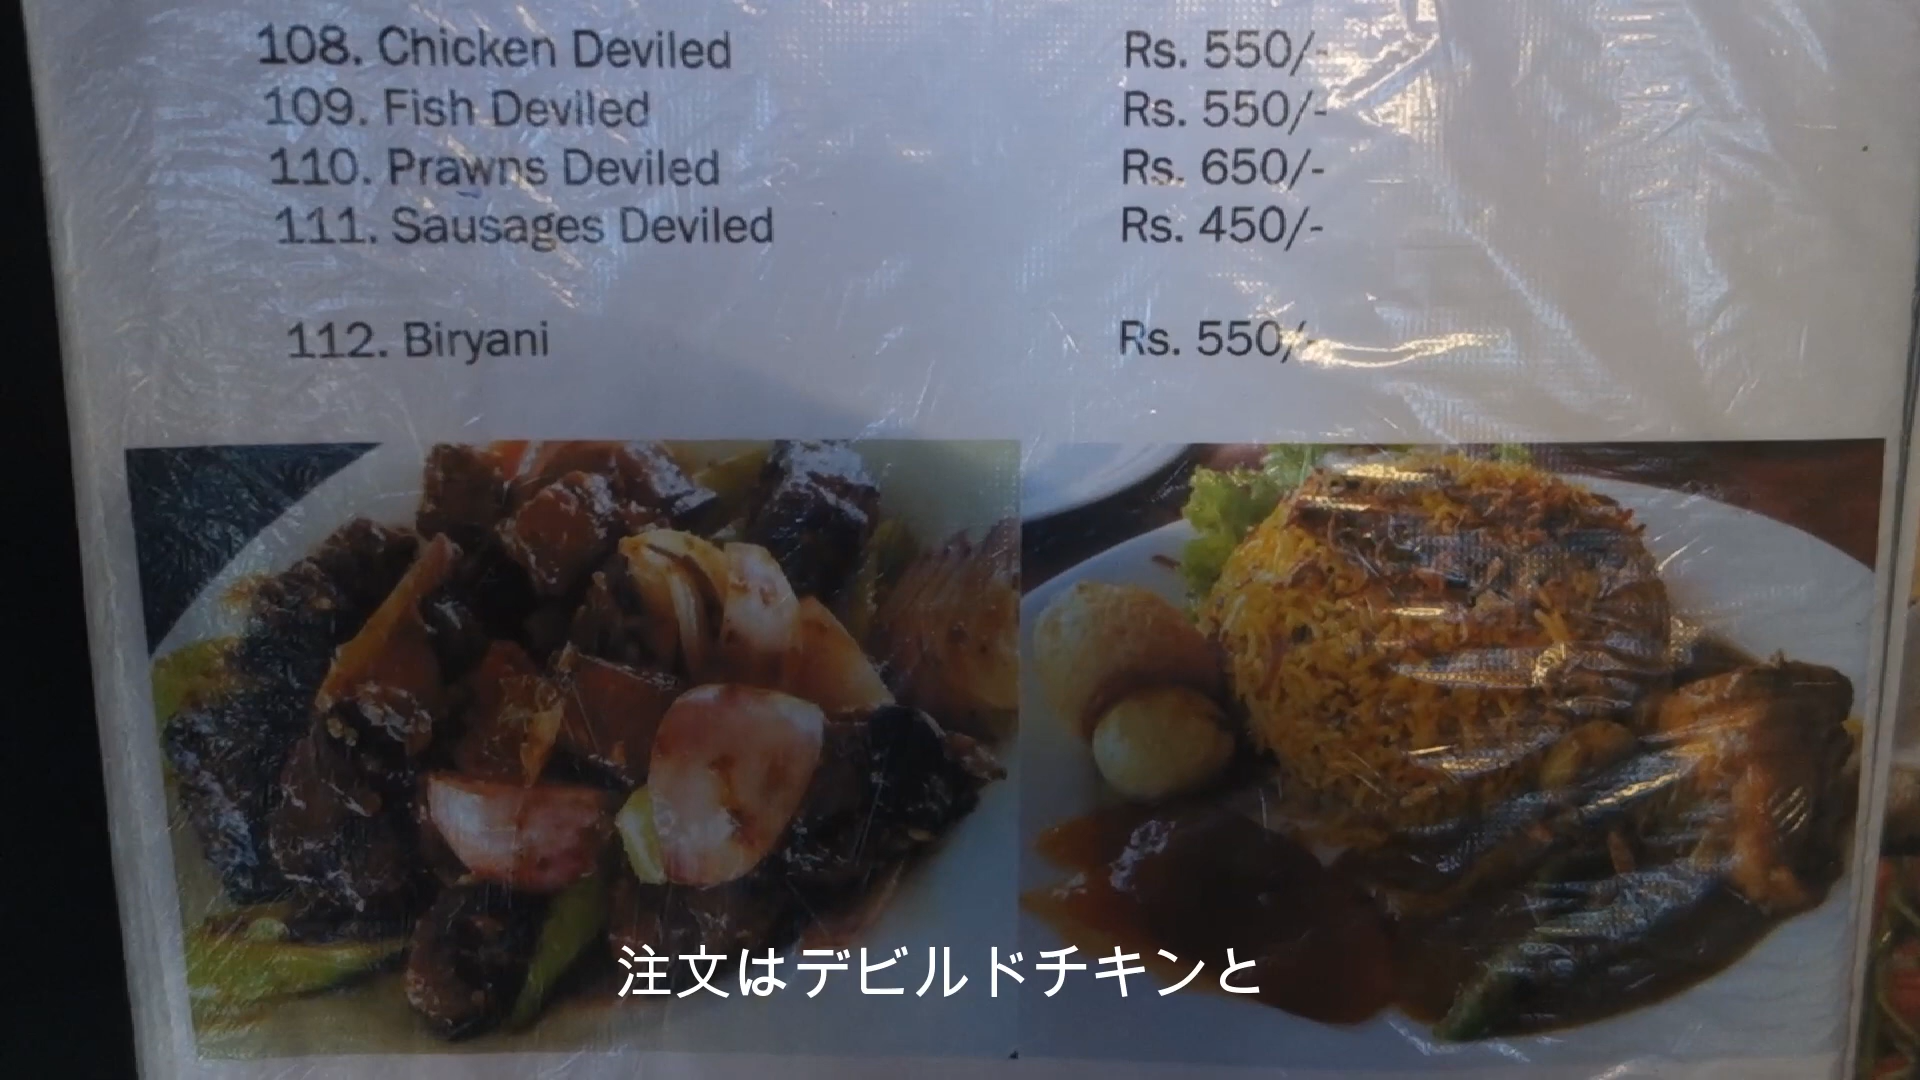 108. Chicken Deviled Rs. 550/-
109. Fish Deviled Rs. 550/-
110. Prawns Deviled Rs. 650/-
111. Sausages Deviled Rs. 450/-
112. Biryani Rs. 550/-
注文はデビルドチキンと